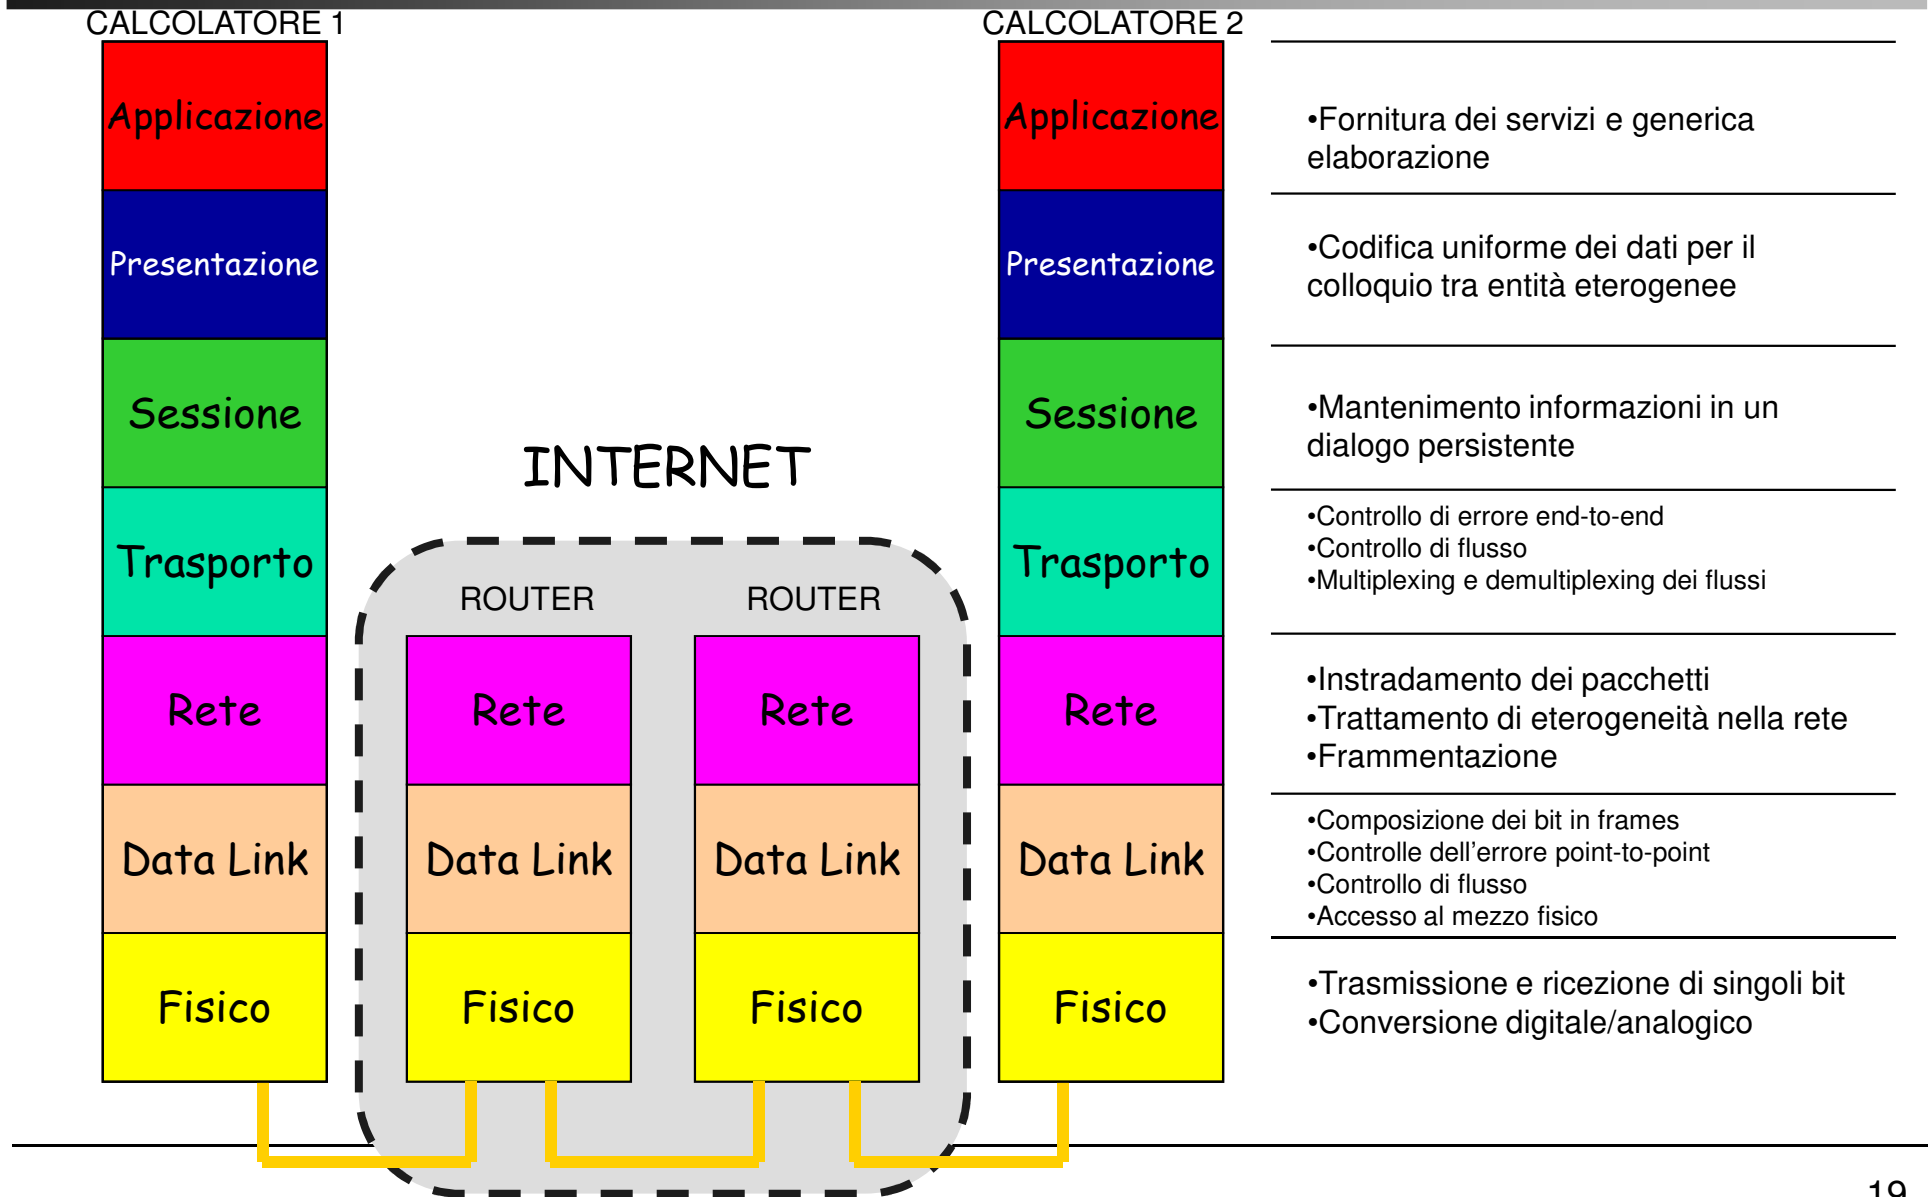 CALCOLATORE 1
CALCOLATORE 2
Applicazione
Applicazione
•Fornitura dei servizi e generica
elaborazione
Presentazione
Presentazione
•Codifica uniforme dei dati per il
colloquio tra entità eterogenee
Sessione
Sessione
•Mantenimento informazioni in un
dialogo persistente
INTERNET
Trasporto
Trasporto
•Controllo di errore end-to-end
•Controllo di flusso
•Multiplexing e demultiplexing dei flussi
ROUTER
ROUTER
Rete
Rete
Rete
Rete
•Instradamento dei pacchetti
•Trattamento di eterogeneità nella rete
•Frammentazione
Data Link
Data Link
Data Link
Data Link
•Composizione dei bit in frames
•Controlle dell'errore point-to-point
•Controllo di flusso
•Accesso al mezzo fisico
Fisico
Fisico
Fisico
Fisico
•Trasmissione e ricezione di singoli bit
•Conversione digitale/analogico
19